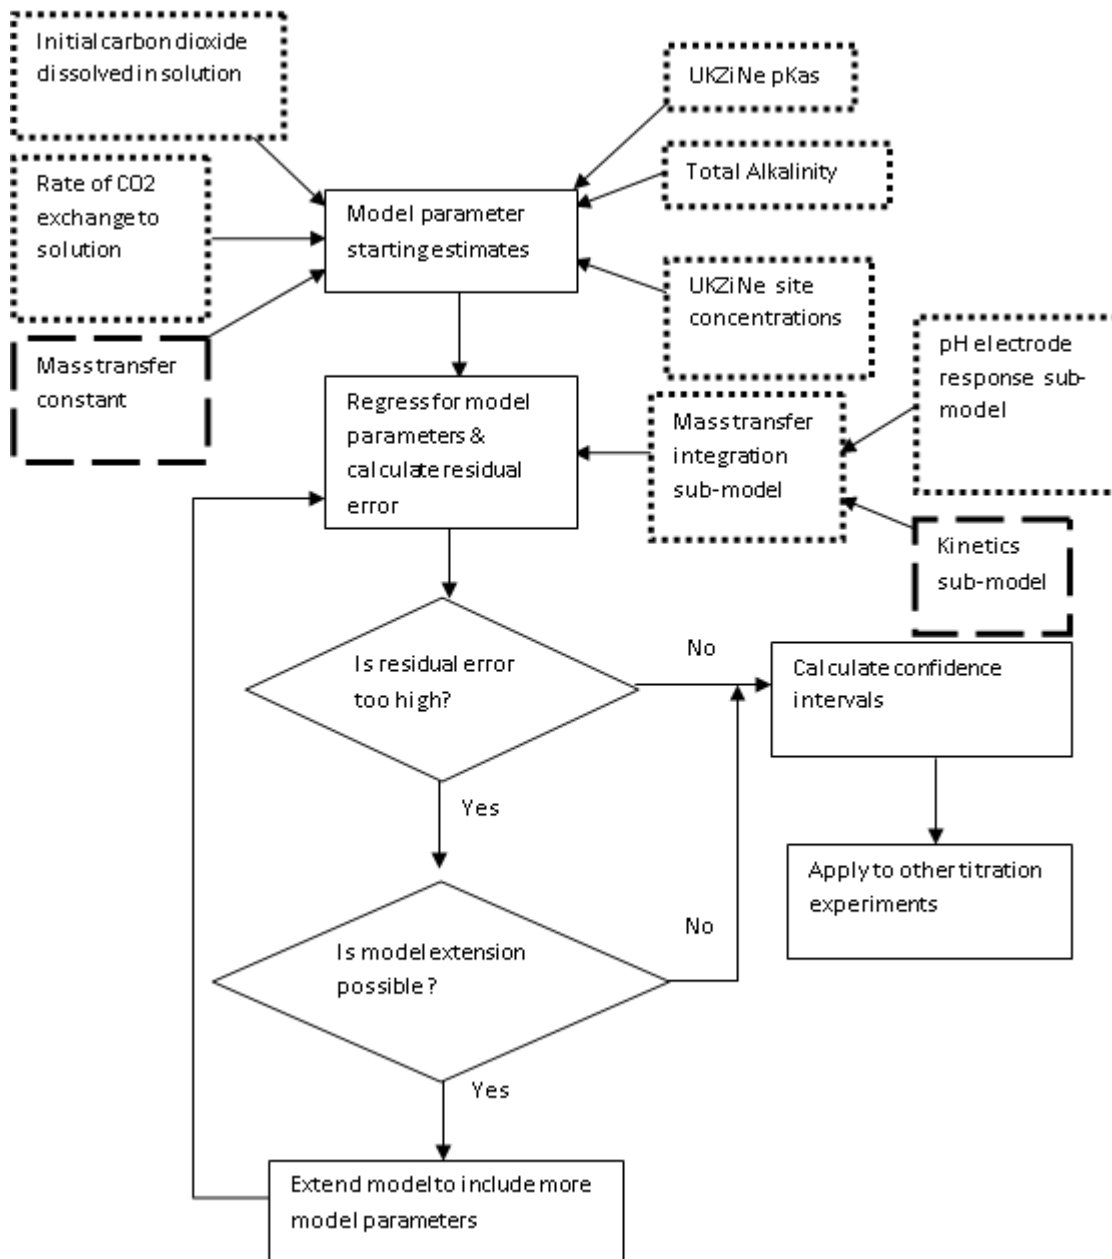 Initial carbon dioxide
dissolved in solution
UKZiNe pKas
Total Alkalinity
Rate of CO2
exchange to
solution
Model parameter
starting estimates
UKZiNe site
concentrations
Mass transfer
constant
pH electrode
response sub-
model
Regress for model
parameters &
calculate residual
error
Mass transfer
integration
sub-model
Kinetics
sub-model
Is residual error
too high?
No
Calculate confidence
intervals
Yes
Apply to other titration
experiments
Is model extension
possible ?
No
Yes
Extend model to include more
model parameters